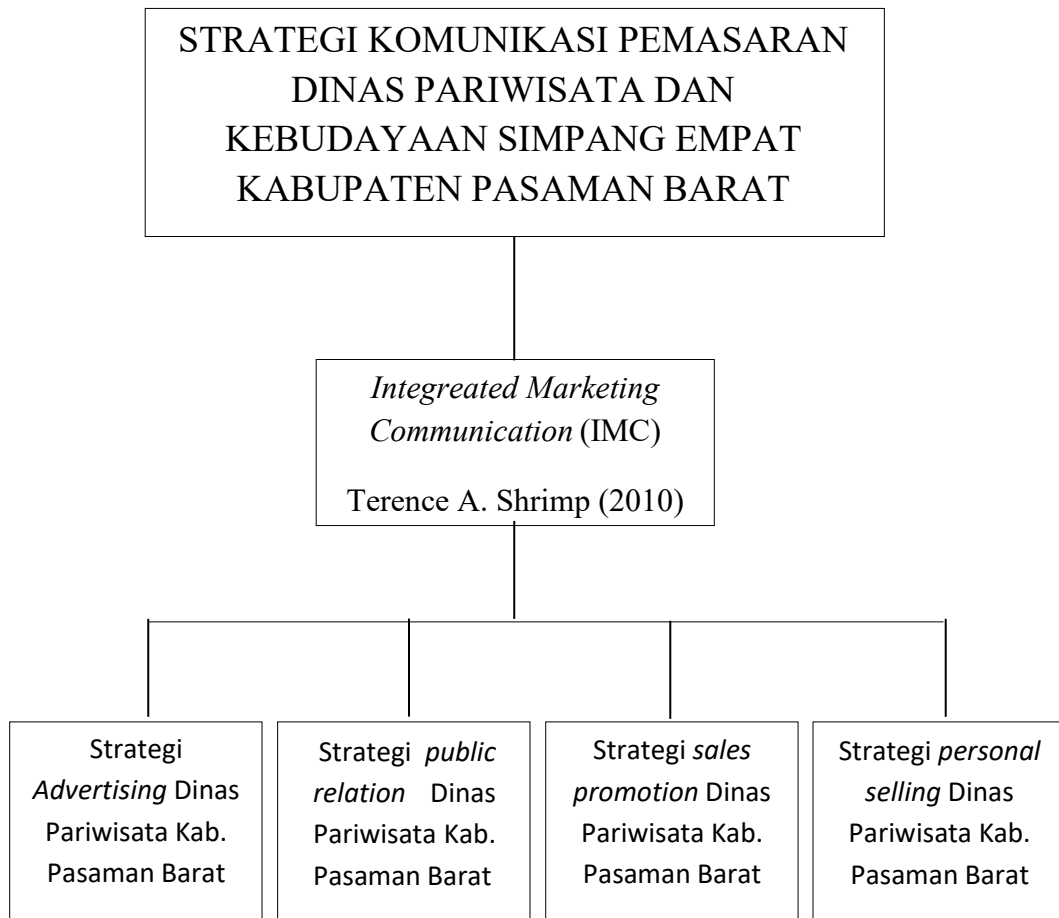 STRATEGI KOMUNIKASI PEMASARAN
DINAS PARIWISATA DAN
KEBUDAYAAN SIMPANG EMPAT
KABUPATEN PASAMAN BARAT
Integreated Marketing
Communication (IMC)
Terence A. Shrimp (2010)
Strategi
Advertising Dinas
Pariwisata Kab.
Pasaman Barat
Strategi public
relation Dinas
Pariwisata Kab.
Pasaman Barat
Strategi sales
promotion Dinas
Pariwisata Kab.
Pasaman Barat
Strategi personal
selling Dinas
Pariwisata Kab.
Pasaman Barat